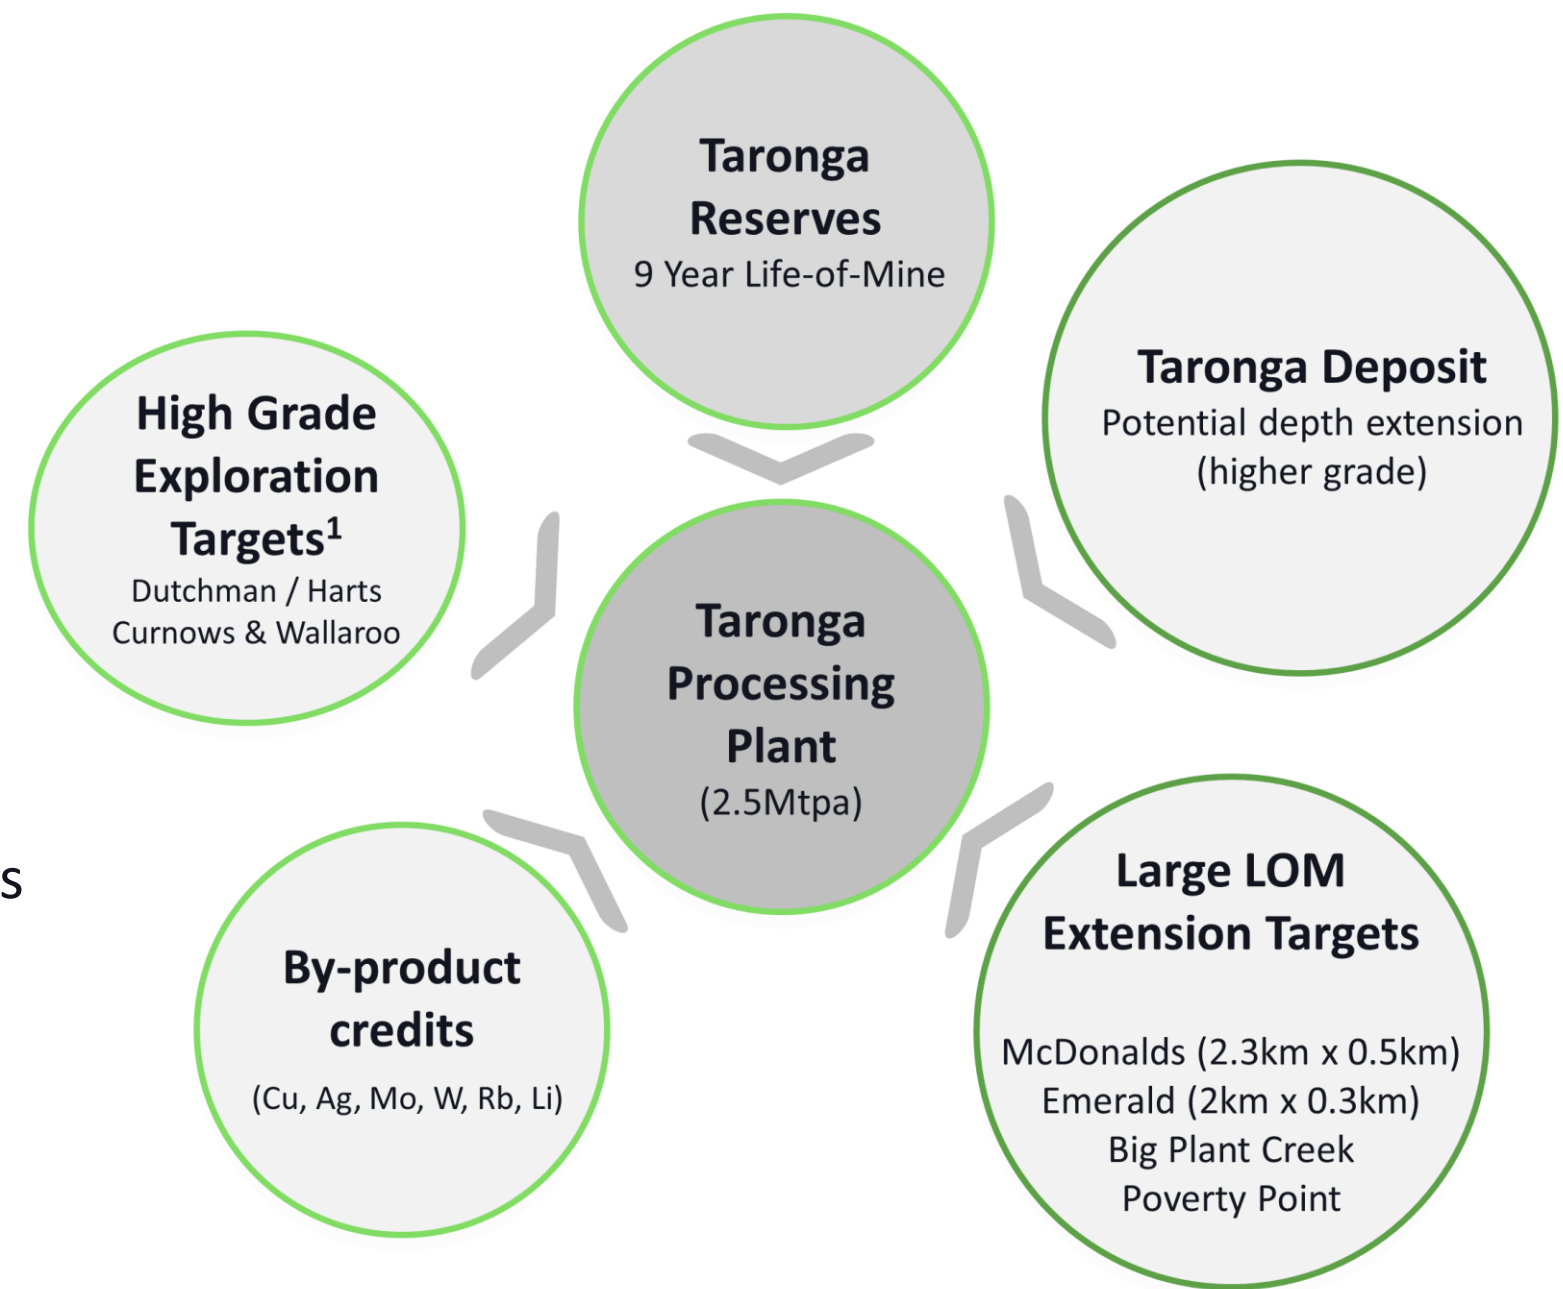 Taronga
Reserves
9 Year Life-of-Mine
Taronga Deposit
Potential depth extension
(higher grade)
High Grade
Exploration
Targets¹
Dutchman / Harts
Curnows & Wallaroo
Taronga
Processing
Plant
(2.5Mtpa)
s
By-product
credits
(Cu, Ag, Mo, W, Rb, Li)
Large LOM
Extension Targets
McDonalds (2.3km x 0.5km)
Emerald (2km x 0.3km)
Big Plant Creek
Poverty Point